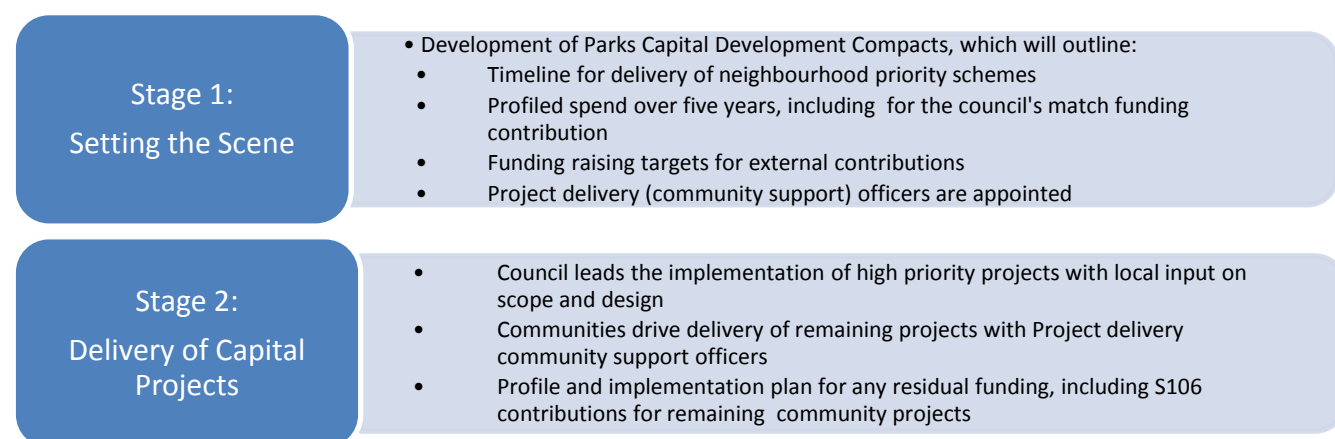 Stage 1:
Setting the Scene
• Development of Parks Capital Development Compacts, which will outline:
• Timeline for delivery of neighbourhood priority schemes
• Profiled spend over five years, including for the council's match funding
contribution
• Funding raising targets for external contributions
• Project delivery (community support) officers are appointed
Stage 2:
Delivery of Capital
Projects
• Council leads the implementation of high priority projects with local input on
scope and design
• Communities drive delivery of remaining projects with Project delivery
community support officers
• Profile and implementation plan for any residual funding, including S106
contributions for remaining community projects